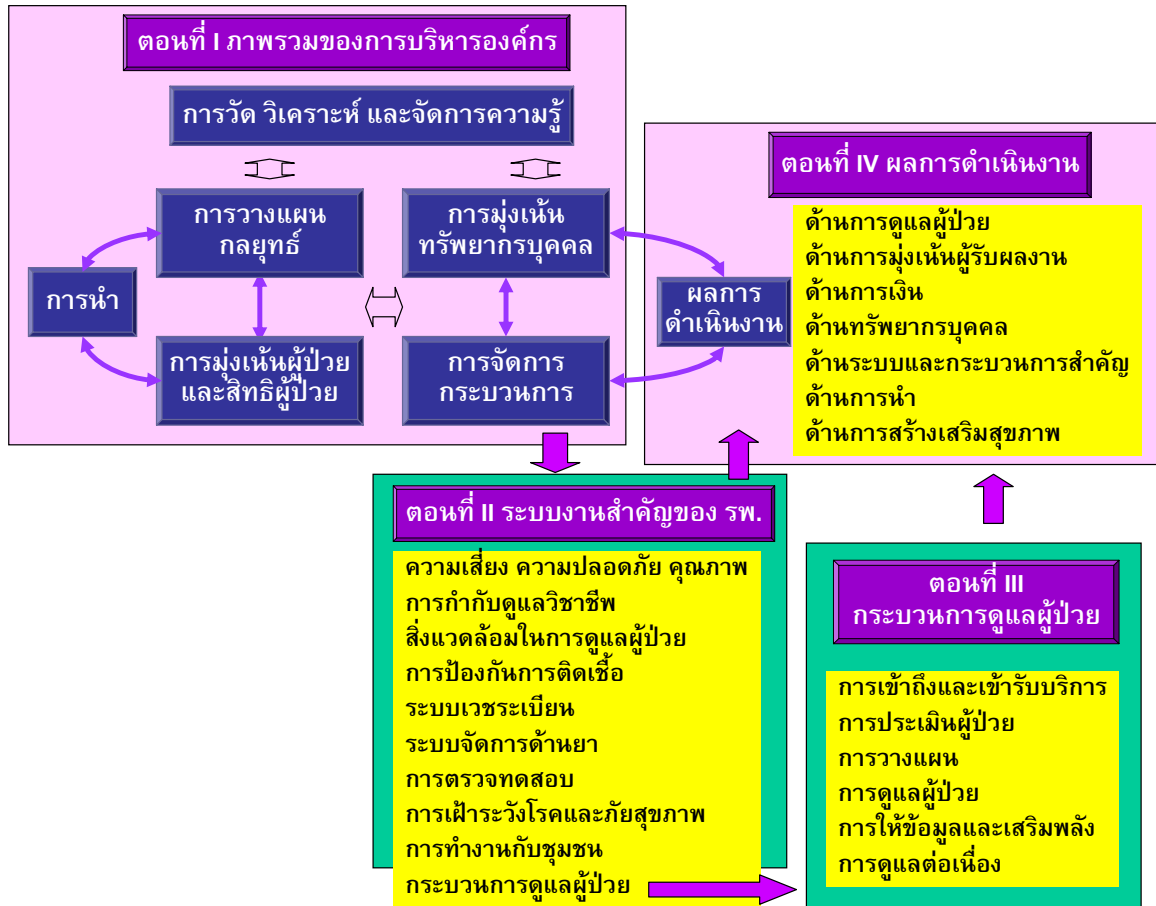 ตอนที่ I ภาพรวมของการบริหารองค์กร
การวัด วิเคราะห์ และจัดการความรู้
การวางแผน
กลยุทธ์
การมุ่งเน้น
ทรัพยากรบุคคล
การนำ
การมุ่งเน้นผู้ป่วย
และสิทธิผู้ป่วย
การจัดการ
กระบวนการ
ผลการ
ดำเนินงาน
ตอนที่ IV ผลการดำเนินงาน
ด้านการดูแลผู้ป่วย
ด้านการมุ่งเน้นผู้รับผลงาน
ด้านการเงิน
ด้านทรัพยากรบุคคล
ด้านระบบและกระบวนการสำคัญ
ด้านการนำ
ด้านการสร้างเสริมสุขภาพ
ตอนที่ II ระบบงานสำคัญของ รพ.
ความเสี่ยง ความปลอดภัย คุณภาพ
การกำกับดูแลวิชาชีพ
สิ่งแวดล้อมในการดูแลผู้ป่วย
การป้องกันการติดเชื้อ
ระบบเวชระเบียน
ระบบจัดการด้านยา
การตรวจทดสอบ
การเฝ้าระวังโรคและภัยสุขภาพ
การทำงานกับชุมชน
กระบวนการดูแลผู้ป่วย
ตอนที่ III
กระบวนการดูแลผู้ป่วย
การเข้าถึงและเข้ารับบริการ
การประเมินผู้ป่วย
การวางแผน
การดูแลผู้ป่วย
การให้ข้อมูลและเสริมพลัง
การดูแลต่อเนื่อง